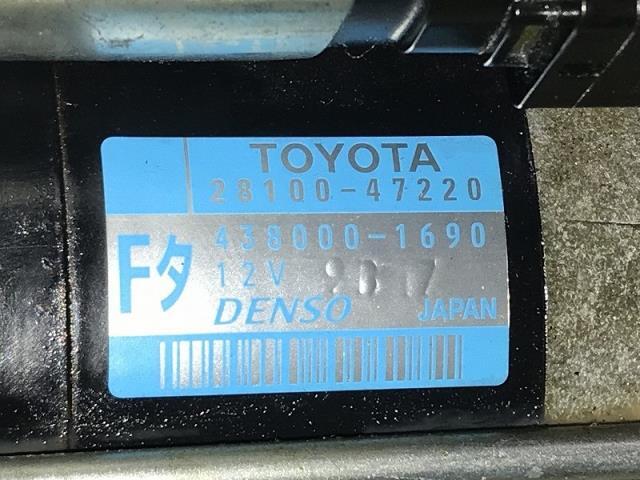 TOYOTA
28100-47220
438000-1690
Fタ
12V
DENSO
JAPAN